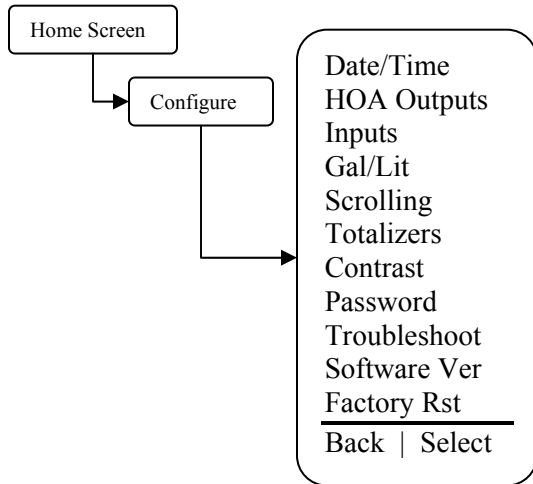 Home Screen
Configure
Date/Time
HOA Outputs
Inputs
Gal/Lit
Scrolling
Totalizers
Contrast
Password
Troubleshoot
Software Ver
Factory Rst
Back | Select